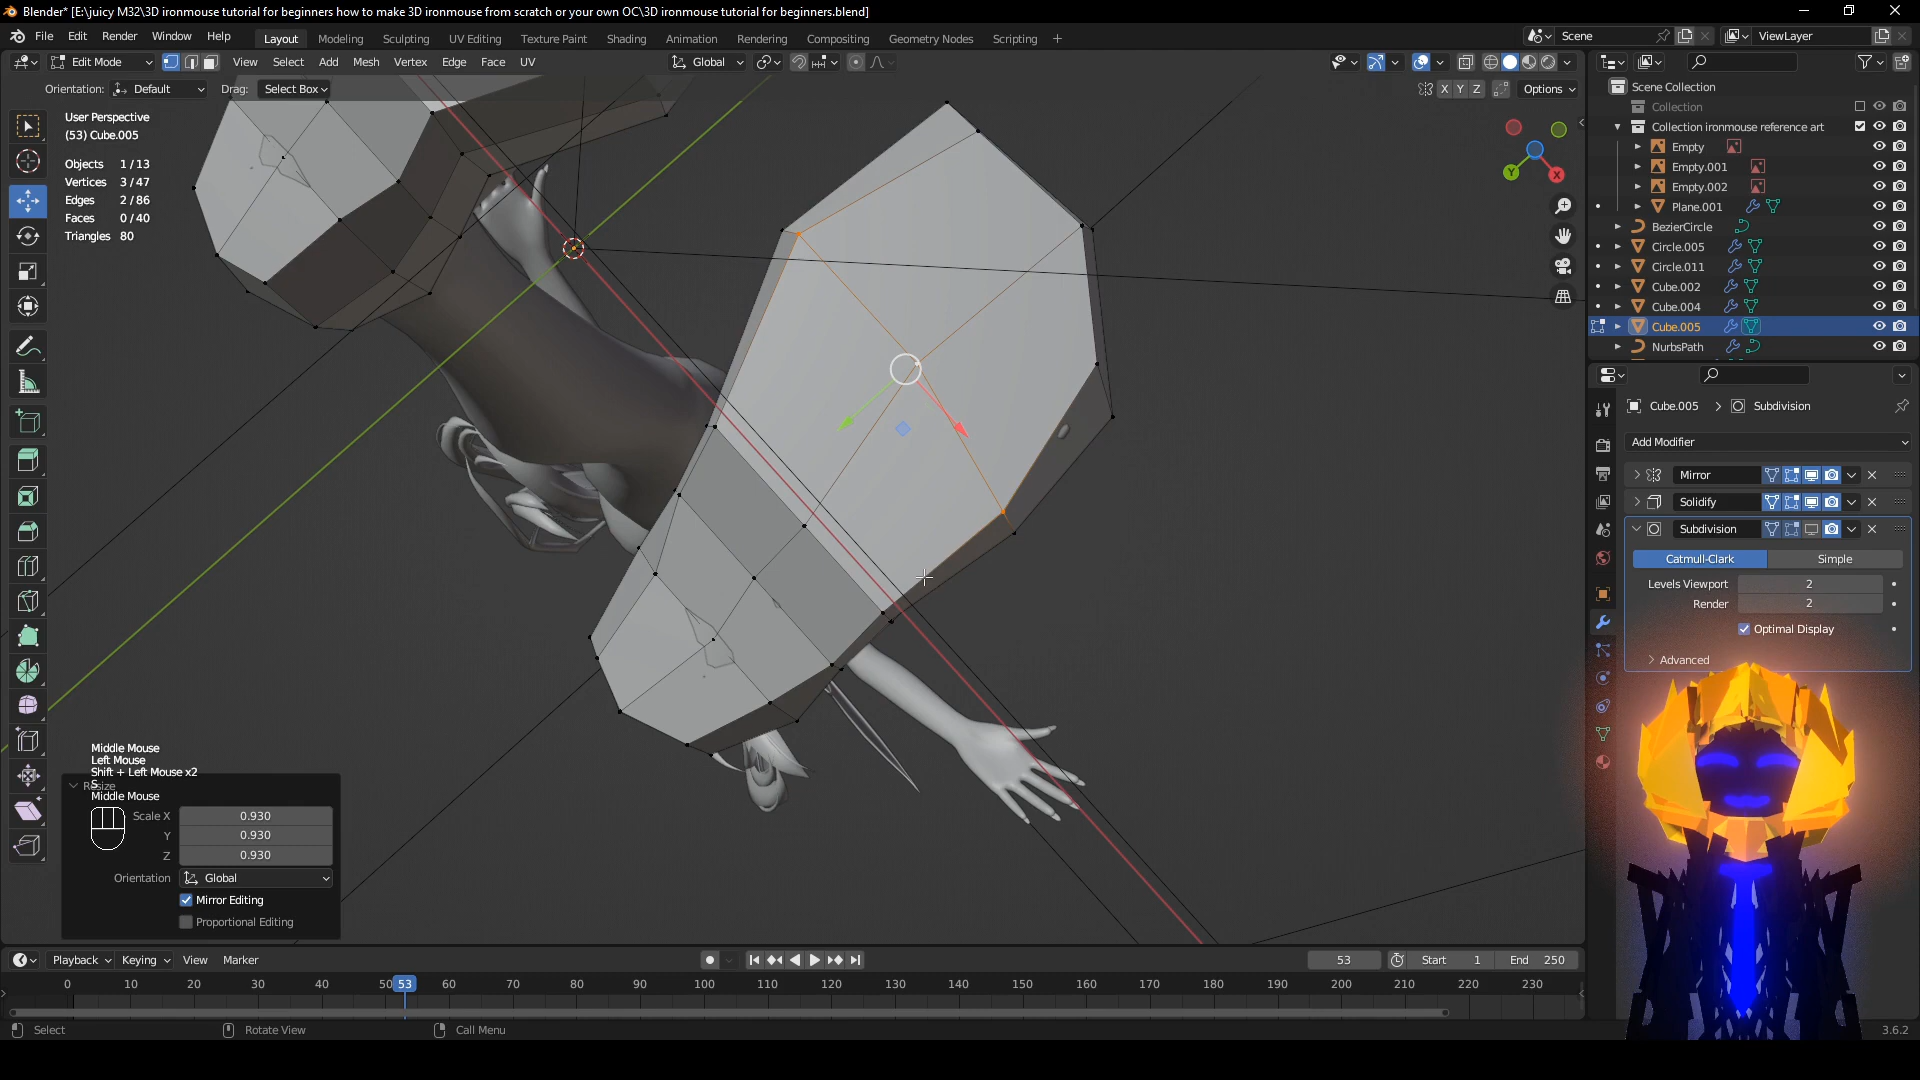 Blender* [E:\juicy M32\3D ironmouse tutorial for beginners how to make 3D ironmouse from scratch or your own OC\3D ironmouse tutorial for beginners.blend]
File Edit Render Window Help Layout Modeling Sculpting UV Editing Texture Paint Shading Animation Rendering Compositing Geometry Nodes Scripting + Scene ViewLayer
Edit Mode View Select Add Mesh Vertex Edge Face UV Global
Orientation: Default Drag: Select Box X Y Z Options
User Perspective
(53) Cube.005
Objects 1/13
Vertices 3/47
Edges 2/86
Faces 0/40
Triangles 80
Y
X
Scene Collection
Collection
Collection ironmouse reference art
Empty
Empty.001
Empty.002
Plane.001
BezierCircle
Circle.005
Circle.011
Cube.002
Cube.004
Cube.005
NurbsPath
Cube.005 > Subdivision
Add Modifier
Mirror
Solidify
Subdivision
Catmull-Clark Simple
Levels Viewport 2
Render 2
Optimal Display
Advanced
Middle Mouse
Left Mouse
Shift + Left Mouse x2
S
Resize
Middle Mouse
Scale X 0.930
Y 0.930
Z 0.930
Orientation Global
Mirror Editing
Proportional Editing
Playback Keying View Marker 53 Start 1 End 250
0 10 20 30 40 50 53 60 70 80 90 100 110 120 130 140 150 160 170 180 190 200 210 220 230
Select Rotate View Call Menu 3.6.2